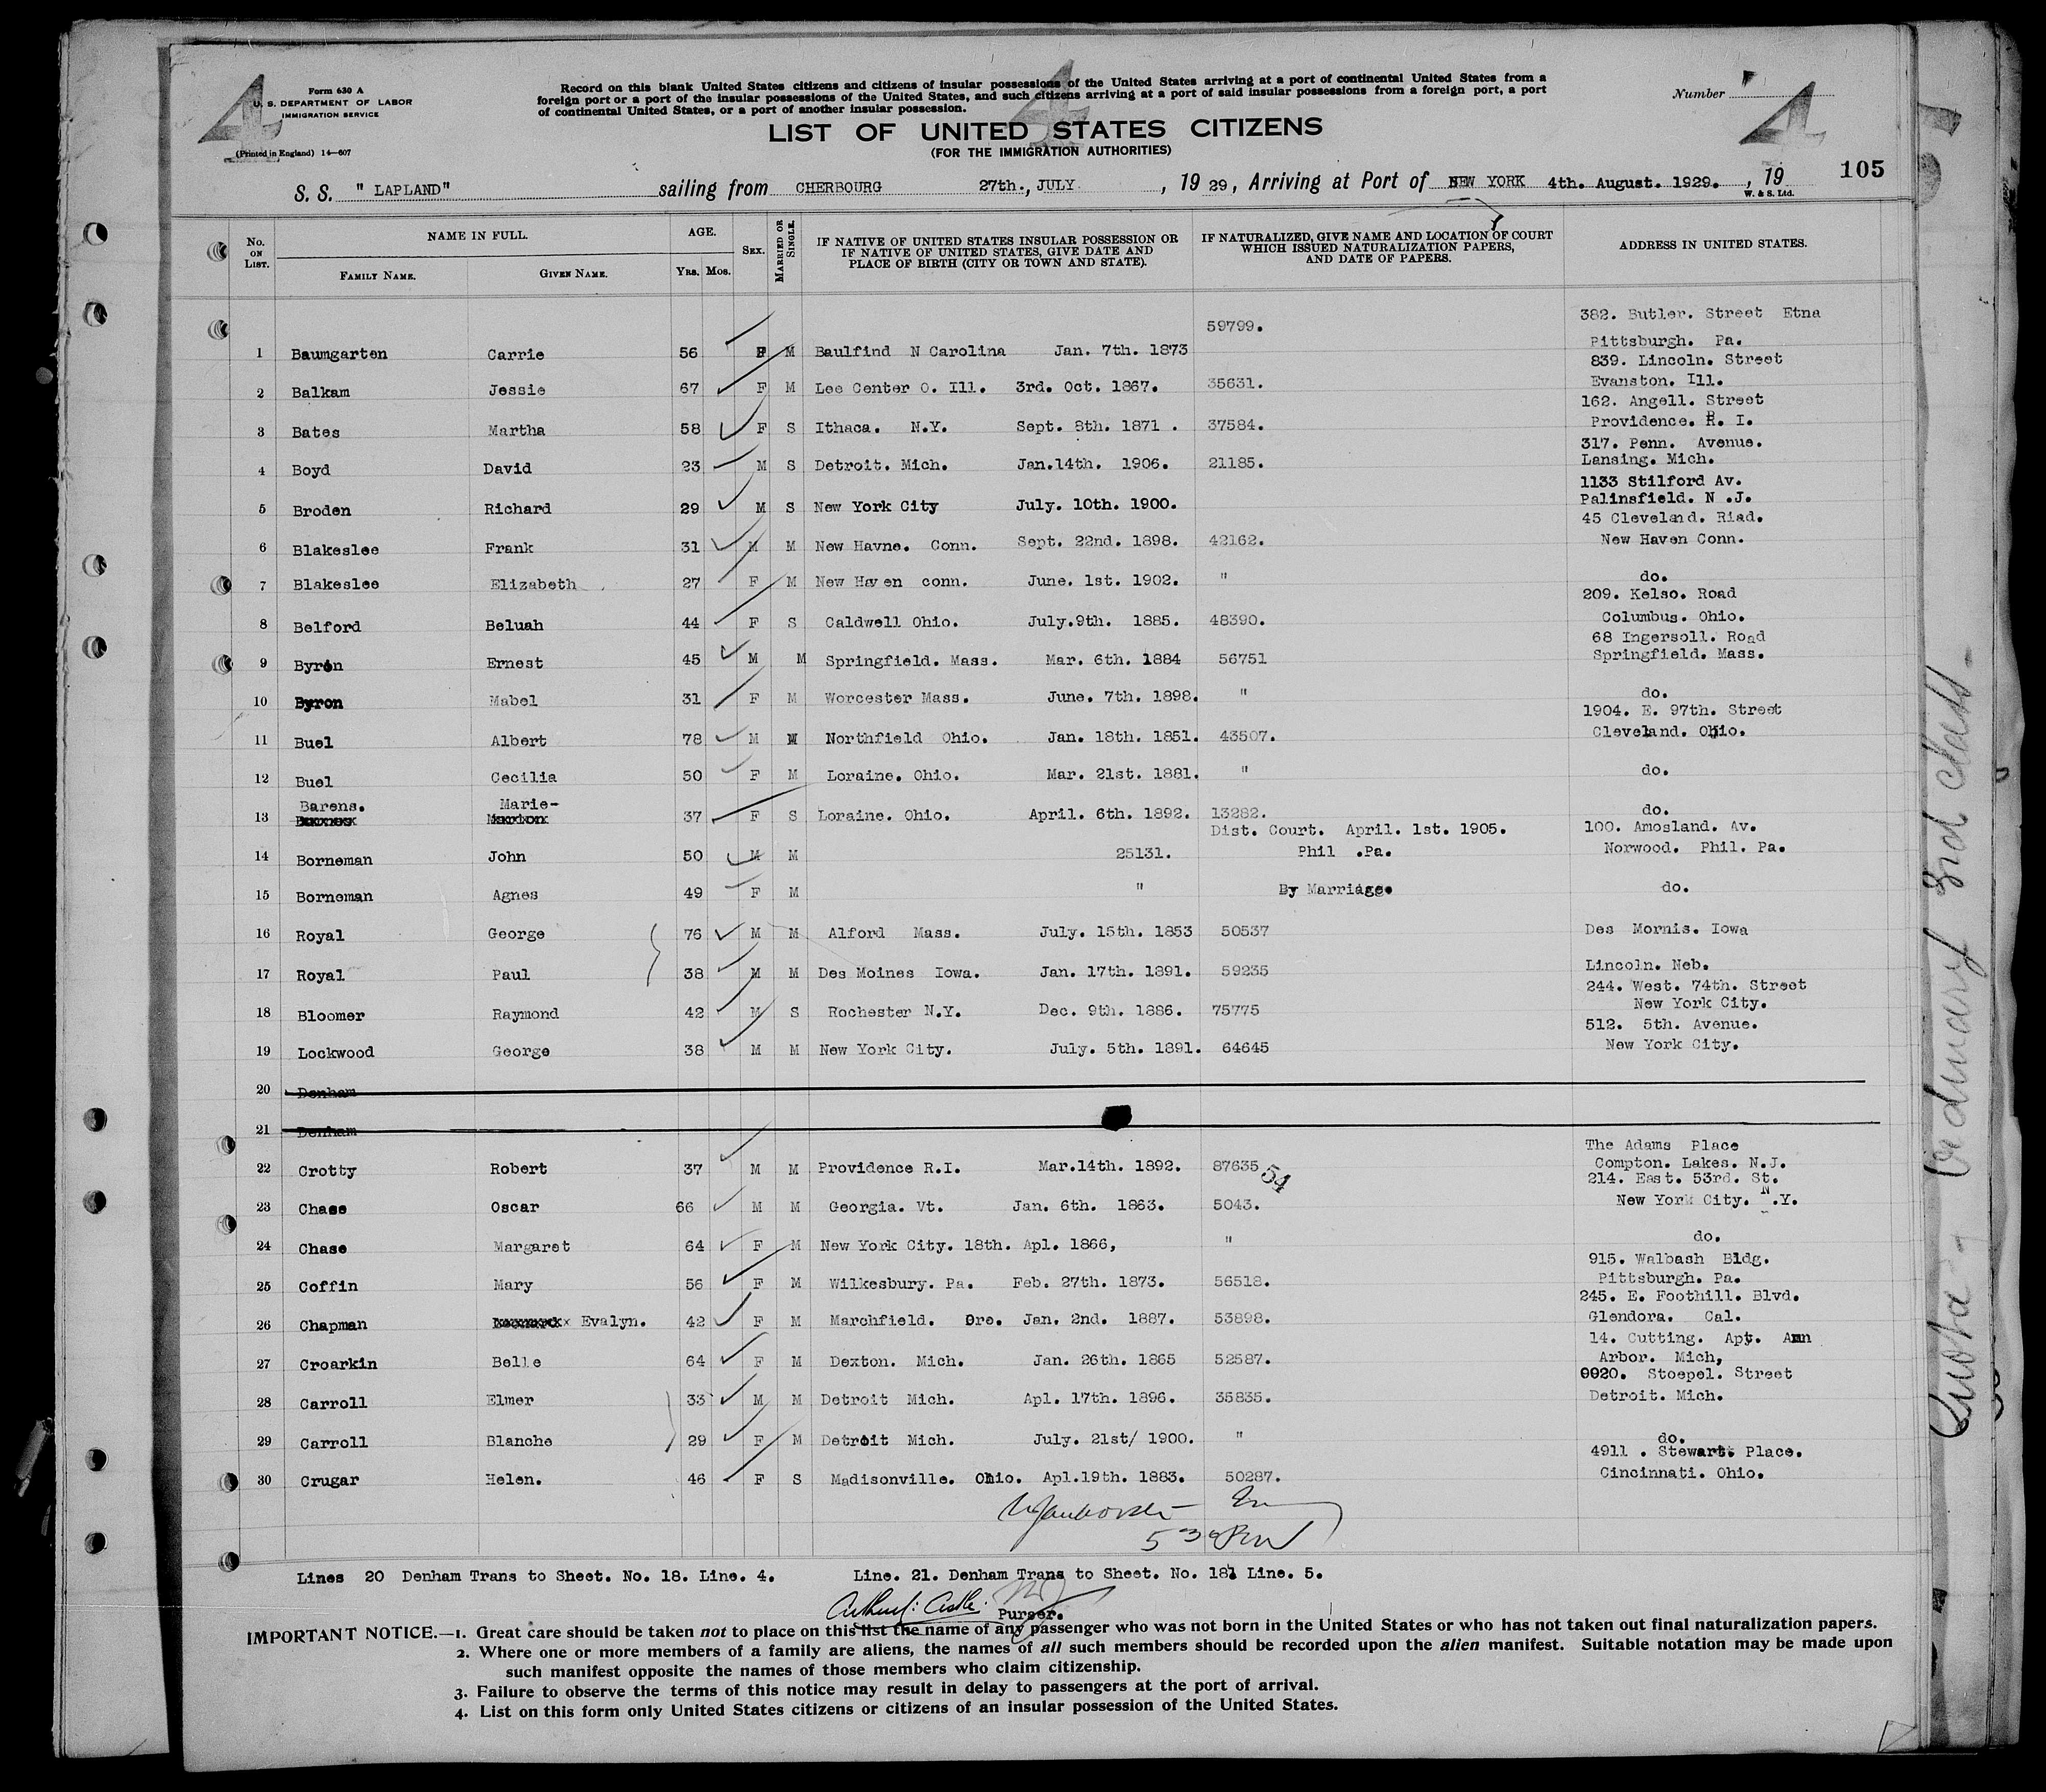 Form 630 A
U. S. DEPARTMENT OF LABOR
IMMIGRATION SERVICE
(Printed in England) 14—607
4
4
4
Record on this blank United States citizens and citizens of insular possessions of the United States arriving at a port of continental United States from a
foreign port or a port of the insular possessions of the United States, and such citizens arriving at a port of said insular possessions from a foreign port, a port
of continental United States, or a port of another insular possession.
Number
LIST OF UNITED STATES CITIZENS
(FOR THE IMMIGRATION AUTHORITIES)
105
S. S. " LAPLAND" sailing from CHERBOURG 27th., JULY , 19 29, Arriving at Port of NEW YORK 4th. August. 1929. , 19
W. & S. Ltd.
No. ON LIST. NAME IN FULL. AGE. SEX. MARRIED OR SINGLE. IF NATIVE OF UNITED STATES INSULAR POSSESSION OR IF NATIVE OF UNITED STATES, GIVE DATE AND PLACE OF BIRTH (CITY OR TOWN AND STATE). IF NATURALIZED, GIVE NAME AND LOCATION OF COURT WHICH ISSUED NATURALIZATION PAPERS, AND DATE OF PAPERS. ADDRESS IN UNITED STATES.
FAMILY NAME. GIVEN NAME. YRS. MOS.
59799. 382. Butler. Street Etna
1 Baumgarten Carrie 56 F M Baulfind N Carolina Jan. 7th. 1873 Pittsburgh. Pa.
839. Lincoln. Street
2 Balkam Jessie 67 F M Lee Center O. Ill. 3rd. Oct. 1867. 35631. Evanston. Ill.
162. Angell. Street
3 Bates Martha 58 F S Ithaca. N.Y. Sept. 8th. 1871 . 37584. Providence. R. I.
317. Penn. Avenue.
4 Boyd David 23 M S Detroit. Mich. Jan.14th. 1906. 21185. Lansing. Mich.
1133 Stilford Av.
5 Broden Richard 29 M S New York City July. 10th. 1900. Palinsfield. N .J.
45 Cleveland. Riad.
6 Blakeslee Frank 31 M M New Havne. Conn. Sept. 22nd. 1898. 42162. New Haven Conn.
7 Blakeslee Elizabeth 27 F M New Haven conn. June. 1st. 1902. " do.
209. Kelso. Road
8 Belford Beluah 44 F S Caldwell Ohio. July.9th. 1885. 48390. Columbus. Ohio.
68 Ingersoll. Road
9 Byron Ernest 45 M M Springfield. Mass. Mar. 6th. 1884 56751 Springfield. Mass.
10 Byron Mabel 31 F M Worcester Mass. June. 7th. 1898. " do.
1904. E. 97th. Street
11 Buel Albert 78 M M Northfield Ohio. Jan. 18th. 1851. 43507. Cleveland. Ohio.
12 Buel Cecilia 50 F M Loraine. Ohio. Mar. 21st. 1881. " do.
Barens. Marie-
13 37 F S Loraine. Ohio. April. 6th. 1892. 13282. do.
Dist. Court. April. 1st. 1905. 100. Amosland. Av.
14 Borneman John 50 M M 25131. Phil .Pa. Norwood. Phil. Pa.
15 Borneman Agnes 49 F M " By Marriage. do.
16 Royal George 76 M M Alford Mass. July. 15th. 1853 50537 Des Mornis. Iowa
17 Royal Paul 38 M M Des Moines Iowa. Jan. 17th. 1891. 59235 Lincoln. Neb.
244. West. 74th. Street
18 Bloomer Raymond 42 M S Rochester N.Y. Dec. 9th. 1886. 75775 New York City.
512. 5th. Avenue.
19 Lockwood George 38 M M New York City. July. 5th. 1891. 64645 New York City.
20 Denham
21 Denham
The Adams Place
22 Crotty Robert 37 M M Providence R.I. Mar.14th. 1892. 87635 54 Compton. Lakes. N.J.
214. East. 53rd. St.
23 Chase Oscar 66 M M Georgia. Vt. Jan. 6th. 1863. 5043. New York City. N.Y.
24 Chase Margaret 64 F M New York City. 18th. Apl. 1866, " do.
915. Walbash Bldg.
25 Coffin Mary 56 F M Wilkesbury. Pa. Feb. 27th. 1873. 56518. Pittsburgh. Pa.
245. E. Foothill. Blvd.
26 Chapman Evalyn. 42 F M Marchfield. Ore. Jan. 2nd. 1887. 53898. Glendora. Cal.
14. Cutting. Apt. Ann
27 Croarkin Belle 64 F M Dexton. Mich. Jan. 26th. 1865 52587. Arbor. Mich,
Stoepel. Street
28 Carroll Elmer 33 M M Detroit Mich. Apl. 17th. 1896. 35835. Detroit. Mich.
29 Carroll Blanche 29 F M Detroit Mich. July. 21st/ 1900. " do.
4911 . Stewart. Place.
30 Crugar Helen. 46 F S Madisonville. Ohio. Apl.19th. 1883. 50287. Cincinnati. Ohio.
Lines 20 Denham Trans to Sheet. No. 18. Line. 4. Line. 21. Denham Trans to Sheet. No. 18 Line. 5.
Purser.
IMPORTANT NOTICE.—1. Great care should be taken not to place on this list the name of any passenger who was not born in the United States or who has not taken out final naturalization papers.
2. Where one or more members of a family are aliens, the names of all such members should be recorded upon the alien manifest. Suitable notation may be made upon
such manifest opposite the names of those members who claim citizenship.
3. Failure to observe the terms of this notice may result in delay to passengers at the port of arrival.
4. List on this form only United States citizens or citizens of an insular possession of the United States.
3rd Class